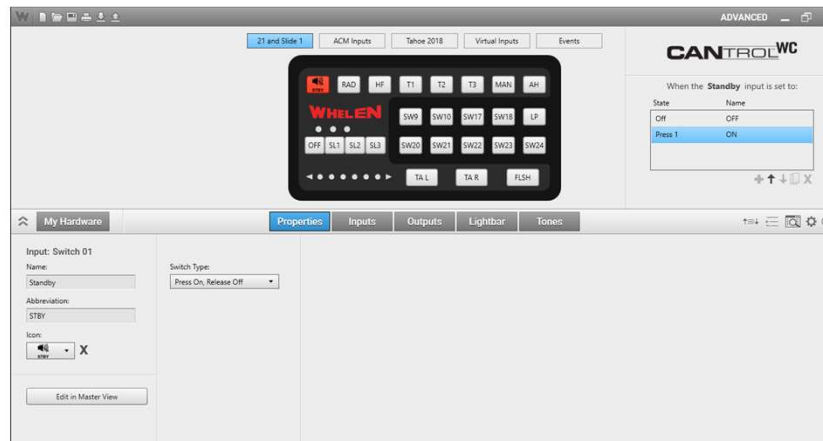 W ADVANCED
21 and Slide 1 ACM Inputs Tahoe 2018 Virtual Inputs Events
CANTROLWC
When the Standby input is set to:
State Name
Off OFF
Press 1 ON
STBY RAD HF T1 T2 T3 MAN AH
WHELEN
SW9 SW10 SW17 SW18 LP
OFF SL1 SL2 SL3 SW20 SW21 SW22 SW23 SW24
TA L TA R FLSH
My Hardware Properties Inputs Outputs Lightbar Tones
Input: Switch 01
Name:
Standby
Abbreviation:
STBY
Icon:
STBY X
Edit in Master View
Switch Type:
Press On, Release Off